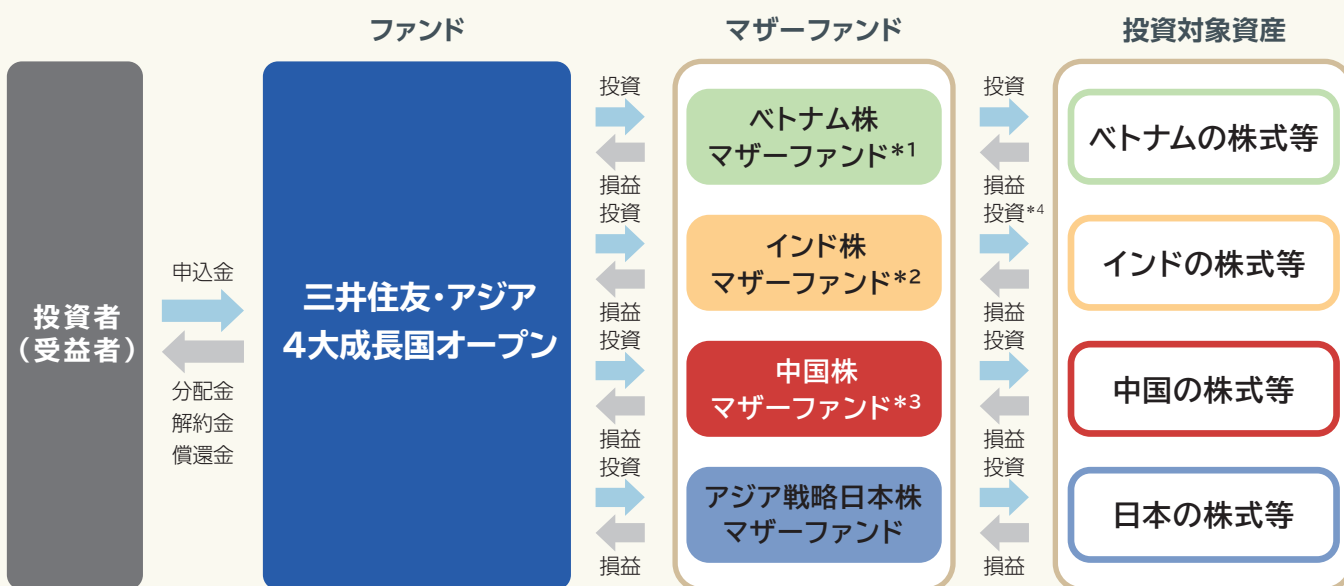 ファンド
マザーファンド
投資対象資産
投資者
(受益者)
申込金
分配金
解約金
償還金
三井住友・アジア
4大成長国オープン
投資
損益
投資
損益
投資
損益
投資
損益
ベトナム株
マザーファンド*1
インド株
マザーファンド*2
中国株
マザーファンド*3
アジア戦略日本株
マザーファンド
投資
損益
投資*4
損益
投資
損益
投資
損益
ベトナムの株式等
インドの株式等
中国の株式等
日本の株式等